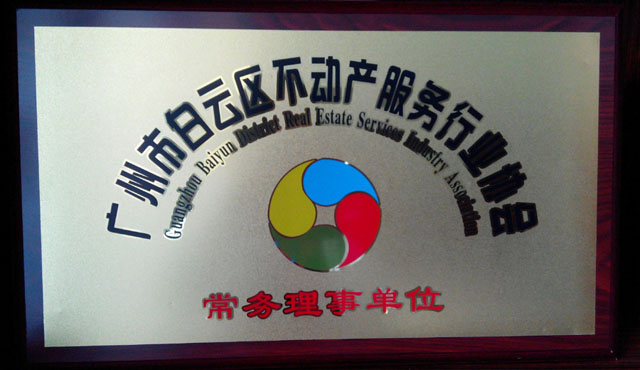 广州市白云区不动产服务行业协会
Guangzhou Baiyun District Real Estate Services Industry Association
常务理事单位